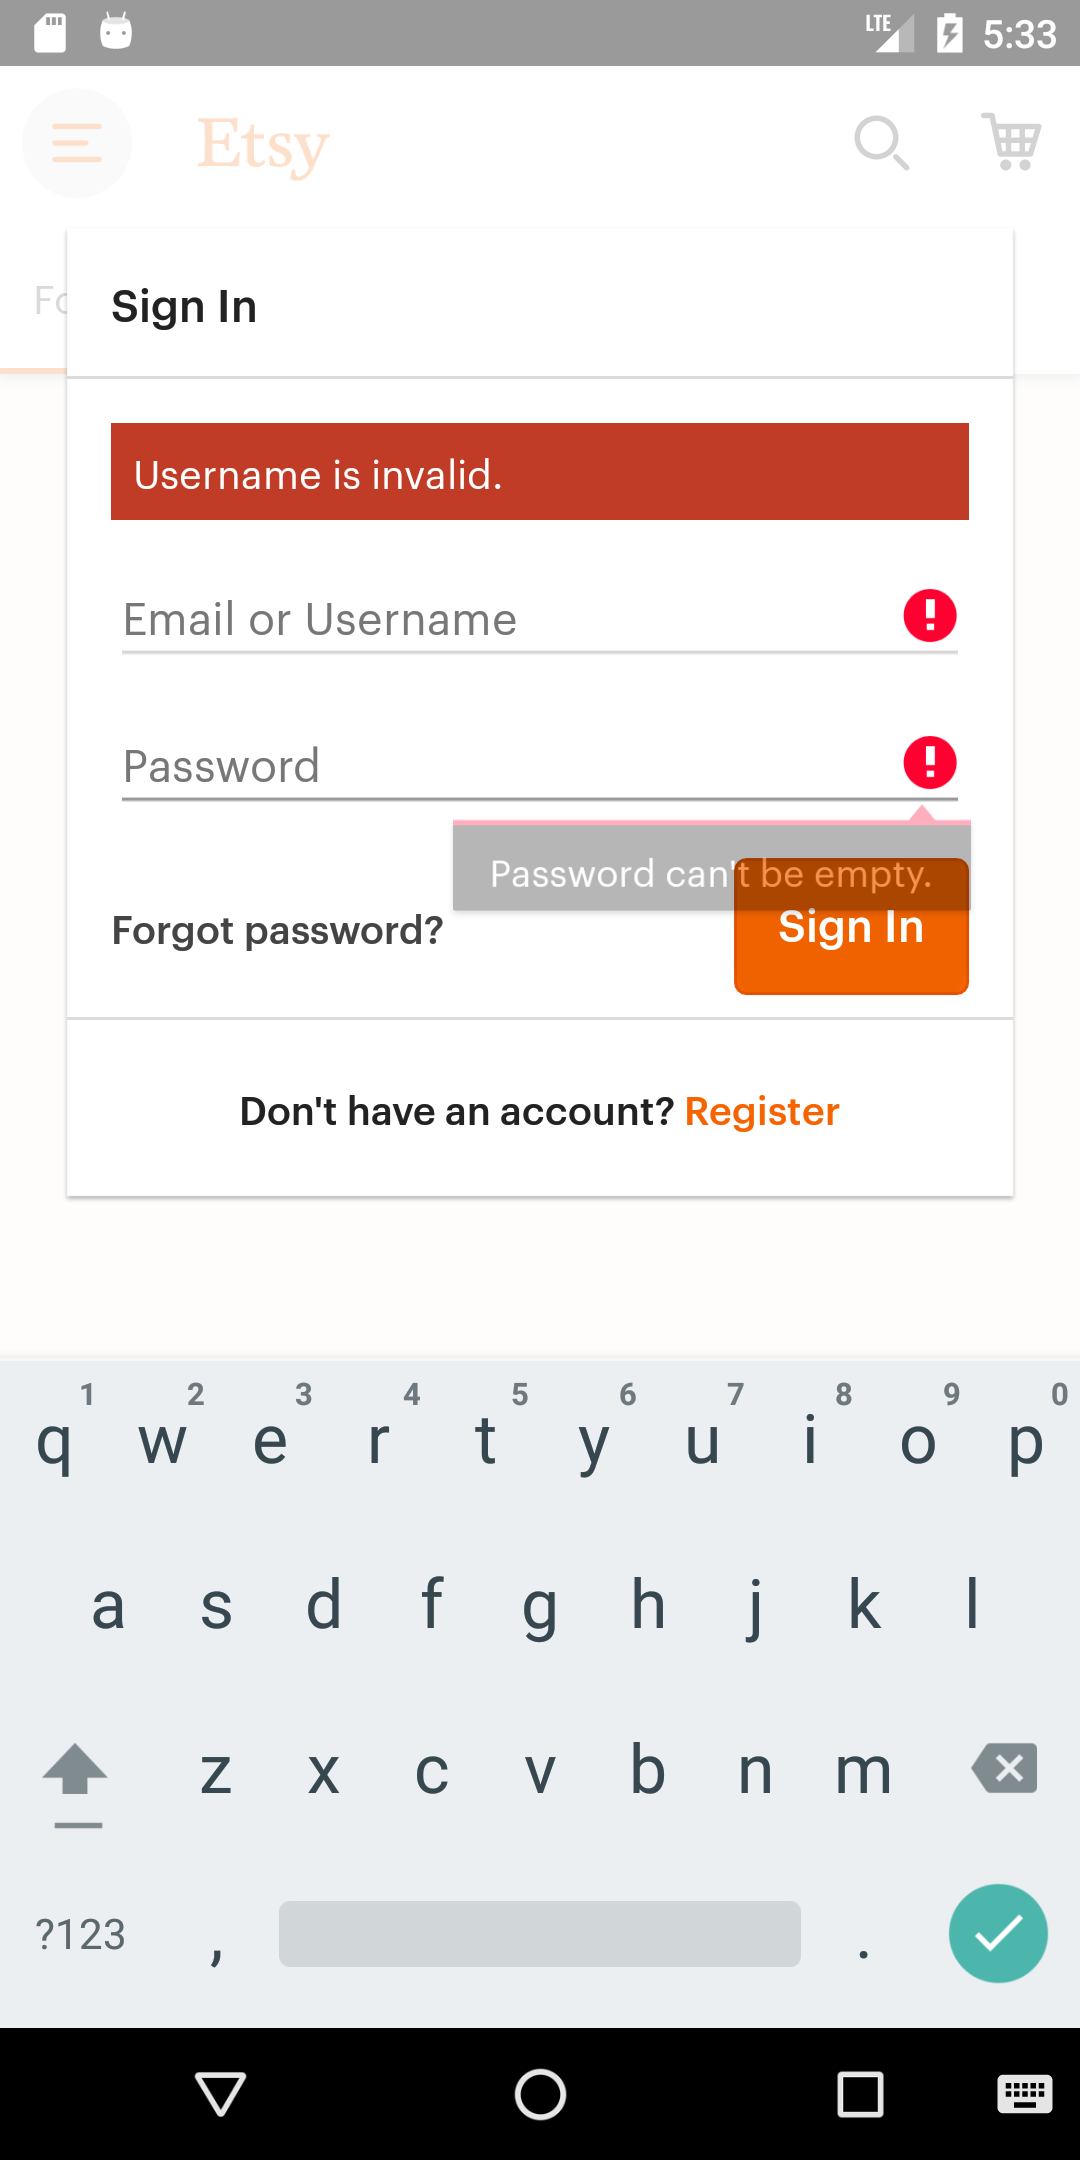 LTE 5:33
Etsy
Fo
Sign In
Username is invalid.
Email or Username
Password
Password can't be empty.
Forgot password?
Sign In
Don't have an account? Register
1 2 3 4 5 6 7 8 9 0
q w e r t y u i o p
a s d f g h j k l
z x c v b n m
?123 , .